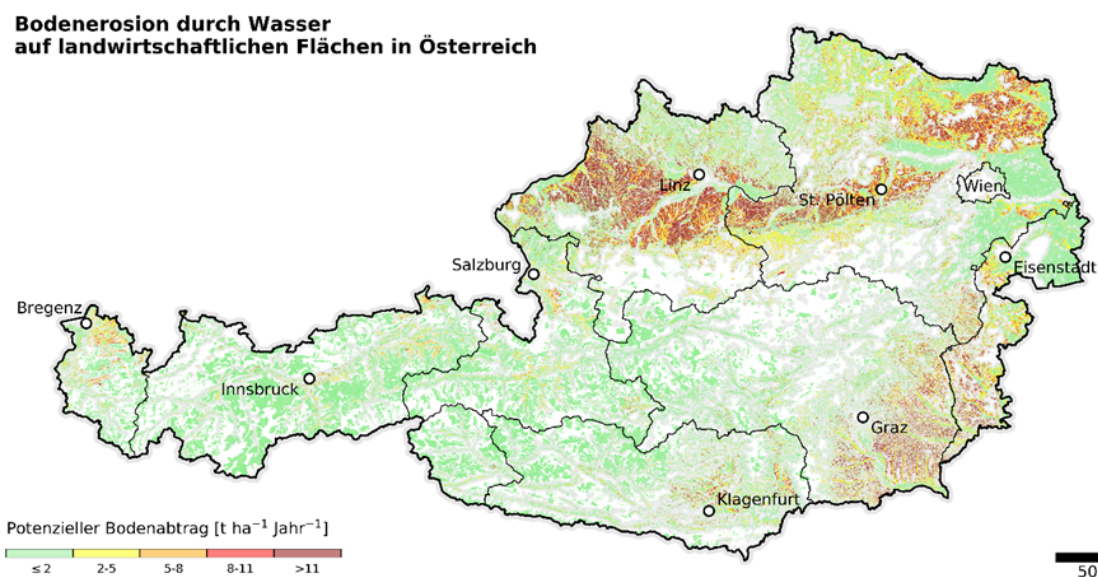 Bodenerosion durch Wasser
auf landwirtschaftlichen Flächen in Österreich
Linz
St. Pölten
Wien
Salzburg
Eisenstadt
Bregenz
Innsbruck
Graz
Klagenfurt
Potenzieller Bodenabtrag [t ha⁻¹ Jahr⁻¹]
≤ 2 2-5 5-8 8-11 >11
50